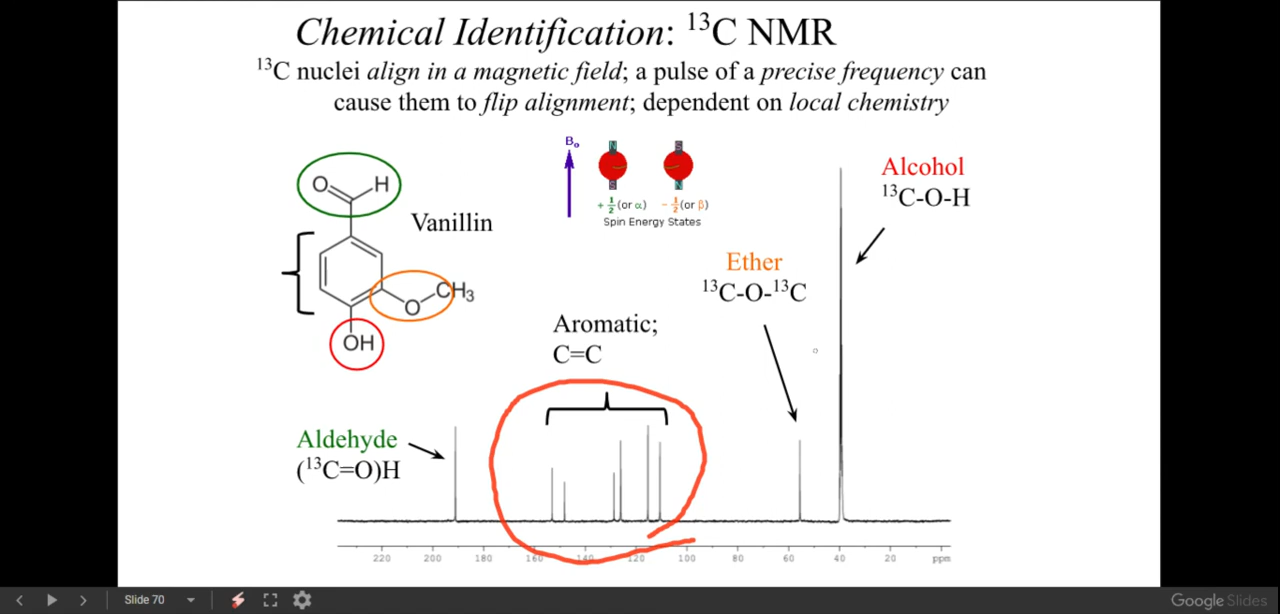 Chemical Identification: ¹³C NMR
¹³C nuclei align in a magnetic field; a pulse of a precise frequency can
cause them to flip alignment; dependent on local chemistry
O H
Vanillin
CH₃
O
OH
B₀
N S
S N
+½(or α) −½(or β)
Spin Energy States
Alcohol
¹³C-O-H
Ether
¹³C-O-¹³C
Aromatic;
C=C
Aldehyde
(¹³C=O)H
220 200 180 160 140 120 100 80 60 40 20 ppm
Slide 70
Google Slides